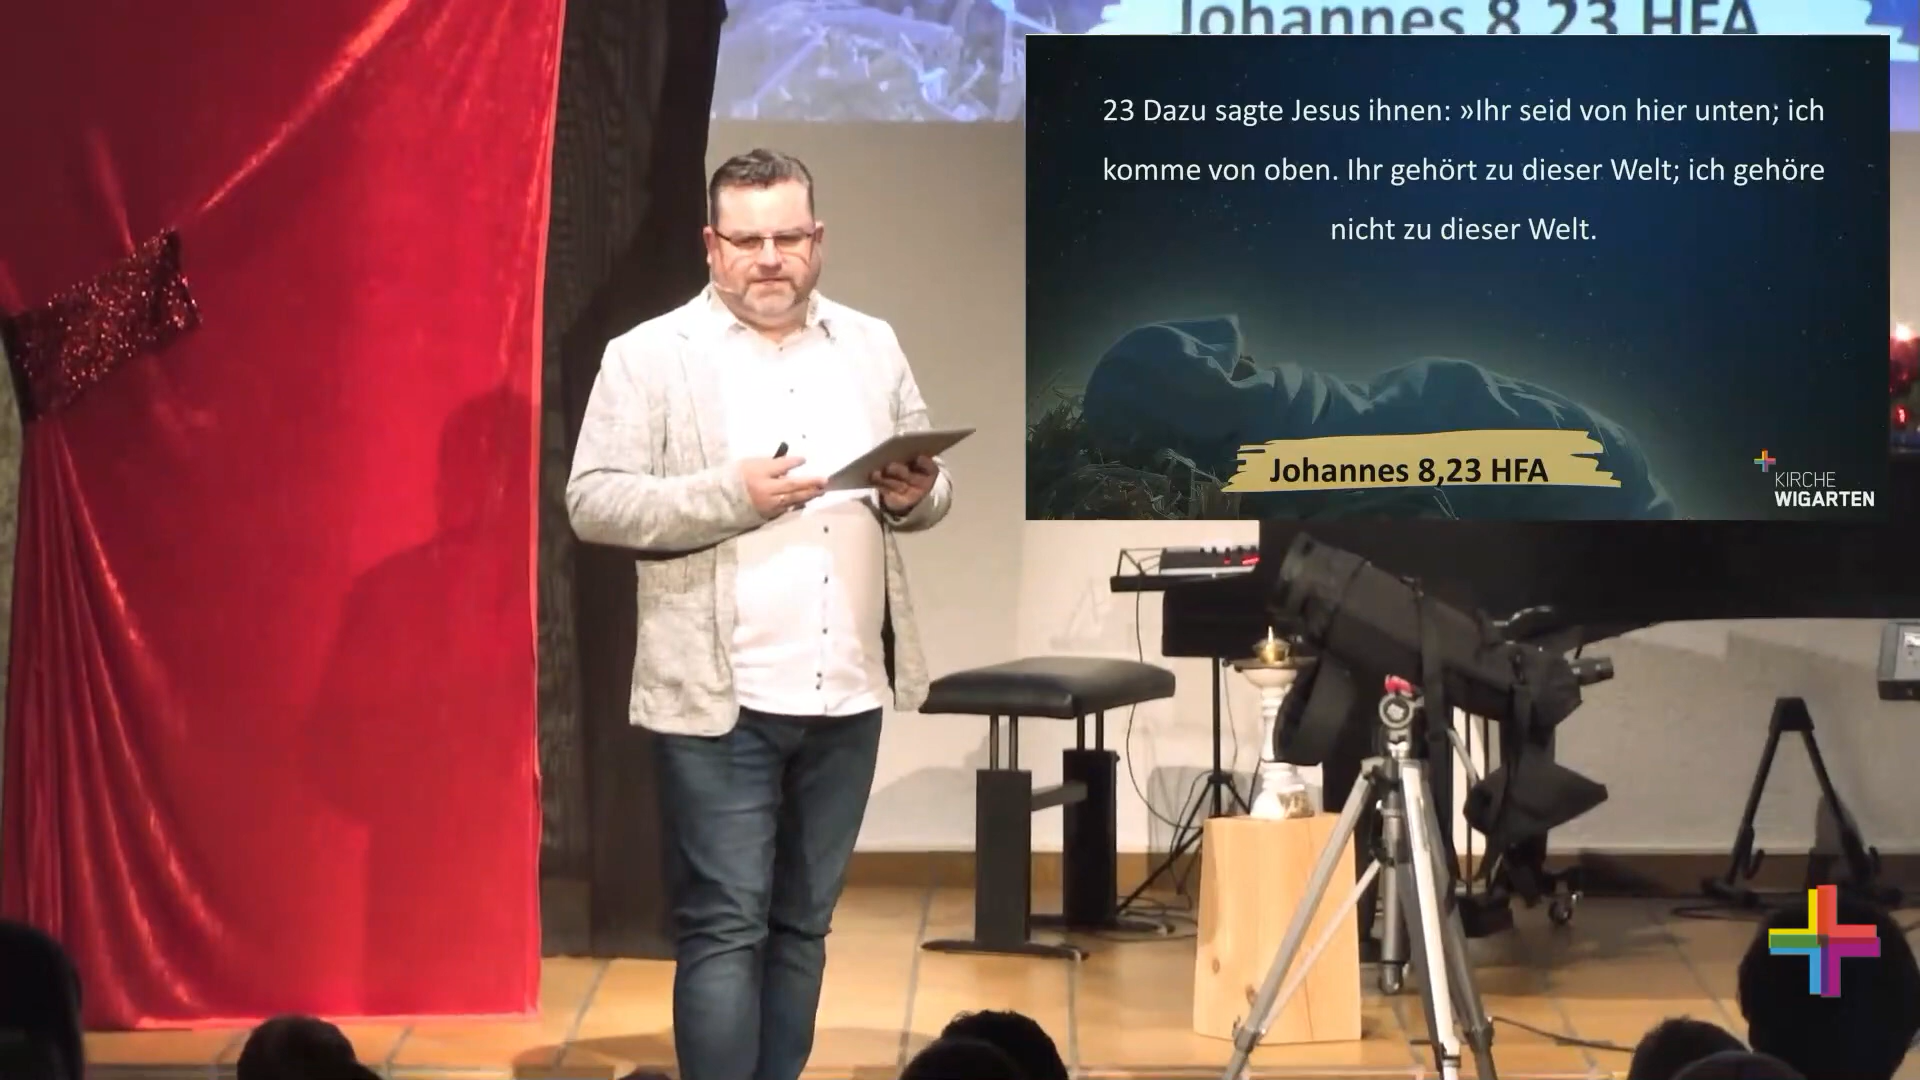 Johannes 8,23 HFA
23 Dazu sagte Jesus ihnen: »Ihr seid von hier unten; ich
komme von oben. Ihr gehört zu dieser Welt; ich gehöre
nicht zu dieser Welt.
Johannes 8,23 HFA
KIRCHE
WIGARTEN